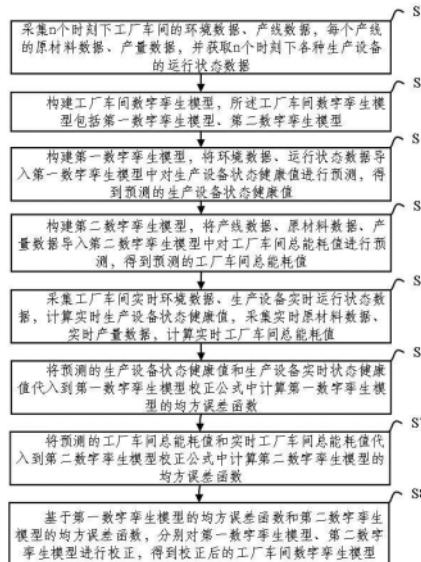 采集n个时刻下工厂车间的环境数据、产线数据，每个产线
的原材料数据、产量数据，并获取n个时刻下各种生产设备
的运行状态数据
S
构建工厂车间数字孪生模型，所述工厂车间数字孪生模
型包括第一数字孪生模型、第二数字孪生模型
S
构建第一数字孪生模型，将环境数据、运行状态数据导
入第一数字孪生模型中对生产设备状态健康值进行预测，得
到预测的生产设备状态健康值
S
构建第二数字孪生模型，将产线数据、原材料数据、产
量数据导入第二数字孪生模型中对工厂车间总能耗值进行预
测，得到预测的工厂车间总能耗值
S
采集工厂车间实时环境数据、生产设备实时运行状态数
据，计算实时生产设备状态健康值，采集实时原材料数据、
实时产量数据，计算实时工厂车间总能耗值
S
将预测的生产设备状态健康值和生产设备实时状态健康
值代入到第一数字孪生模型校正公式中计算第一数字孪生模
型的均方误差函数
S
将预测的工厂车间总能耗值和实时工厂车间总能耗值代
入到第二数字孪生模型校正公式中计算第二数字孪生模型的
均方误差函数
S
基于第一数字孪生模型的均方误差函数和第二数字孪生
模型的均方误差函数，分别对第一数字孪生模型、第二数字
孪生模型进行校正，得到校正后的工厂车间数字孪生模型
S8